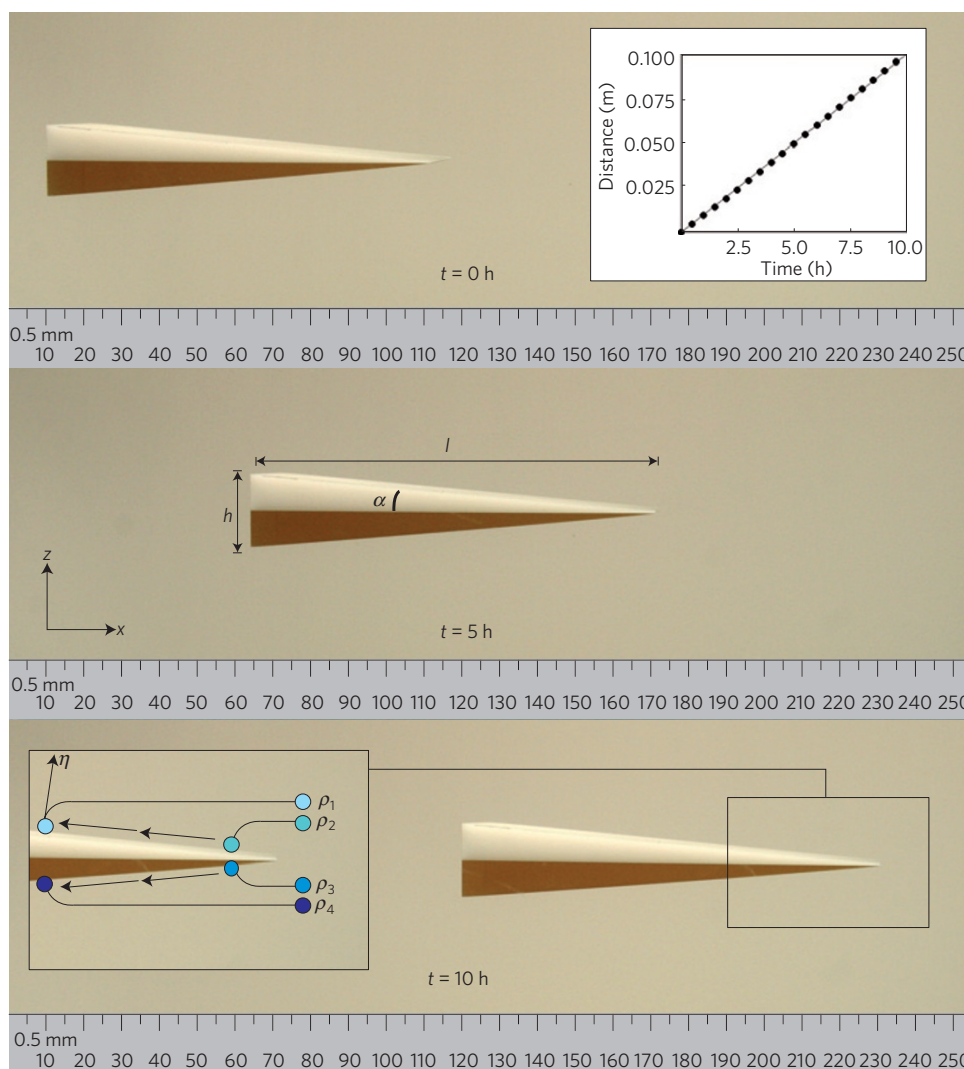 0.100
0.075
0.050
0.025
Distance (m)
2.5 5.0 7.5 10.0
Time (h)
t = 0 h
0.5 mm
10 20 30 40 50 60 70 80 90 100 110 120 130 140 150 160 170 180 190 200 210 220 230 240 250
l
h
α
z
x
t = 5 h
0.5 mm
10 20 30 40 50 60 70 80 90 100 110 120 130 140 150 160 170 180 190 200 210 220 230 240 250
η
ρ1
ρ2
ρ3
ρ4
t = 10 h
0.5 mm
10 20 30 40 50 60 70 80 90 100 110 120 130 140 150 160 170 180 190 200 210 220 230 240 250